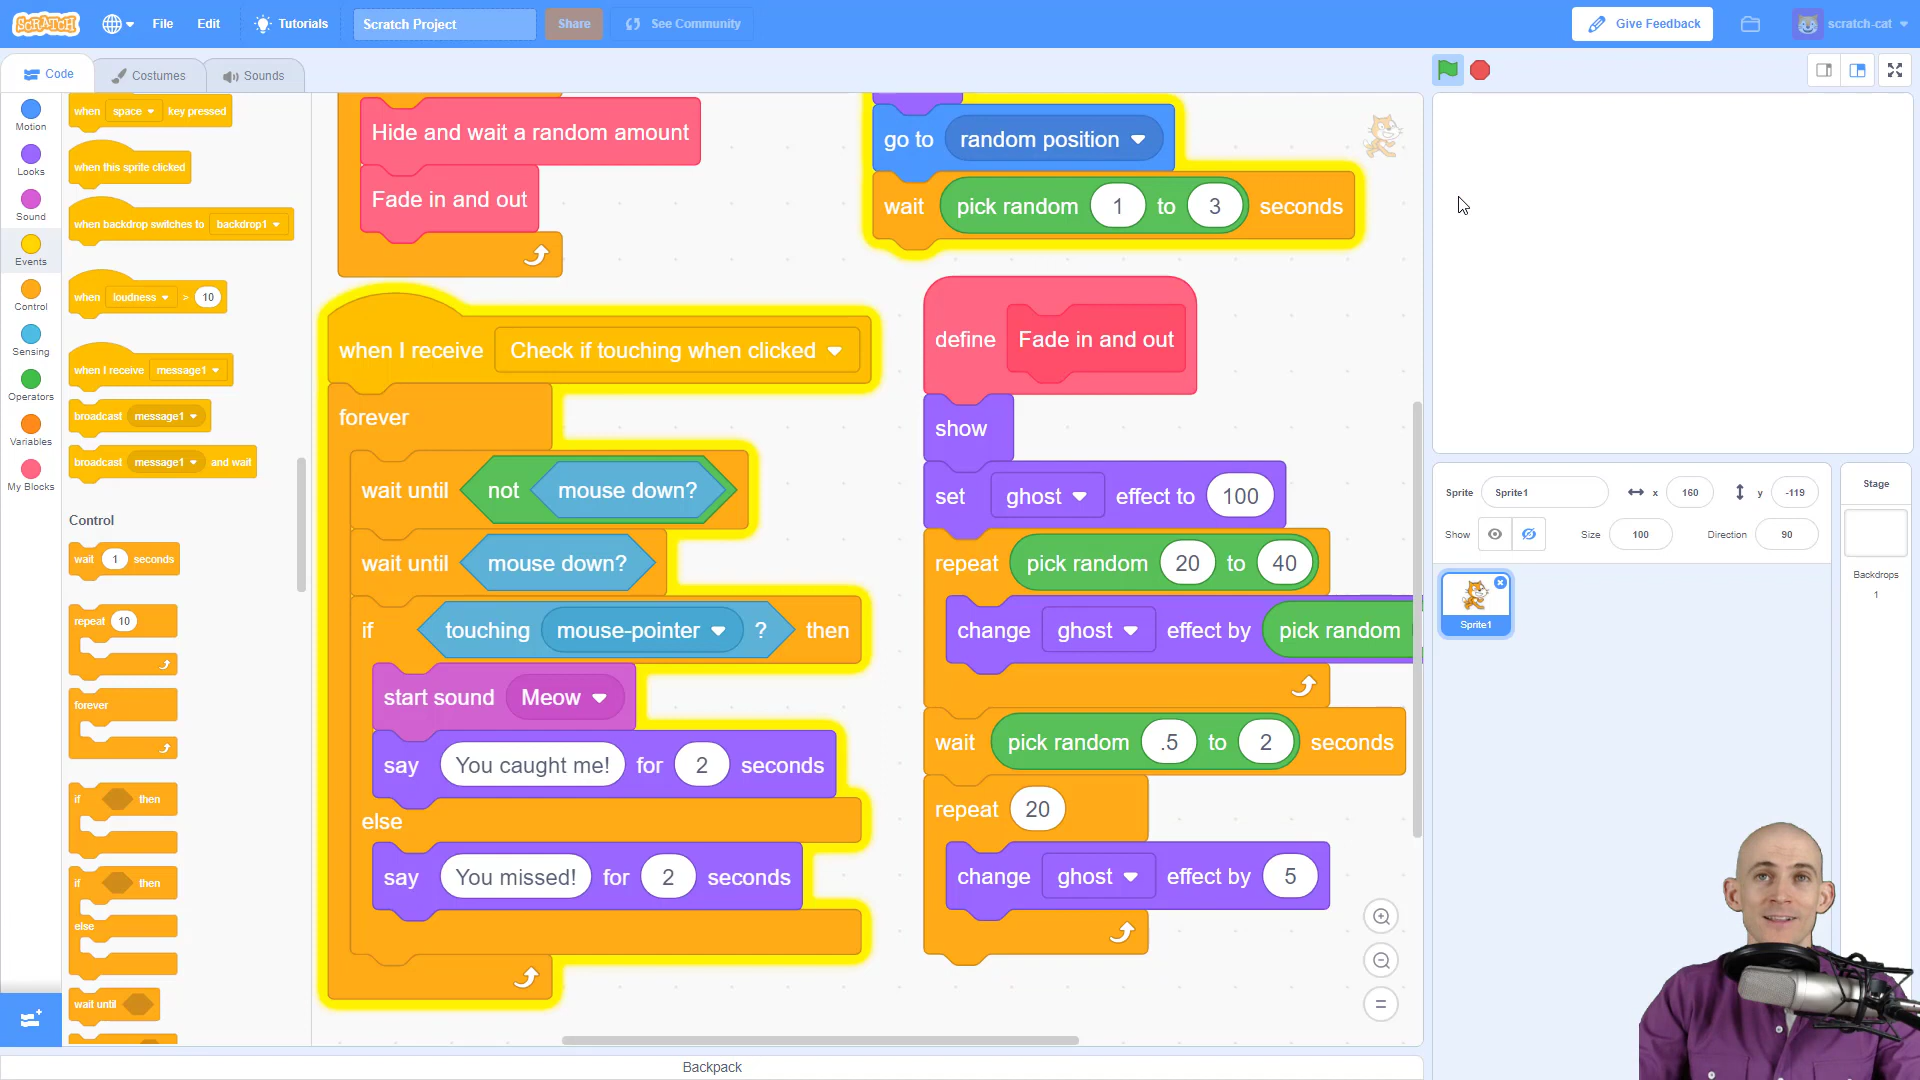 SCRATCH
File
Edit
Tutorials
Scratch Project
Share
See Community
Give Feedback
scratch-cat
Code
Costumes
Sounds
Motion
Looks
Sound
Events
Control
Sensing
Operators
Variables
My Blocks
when space key pressed
when this sprite clicked
when backdrop switches to backdrop1
when loudness > 10
when I receive message1
broadcast message1
broadcast message1 and wait
Control
wait 1 seconds
repeat 10
forever
if then
if then
else
wait until
Hide and wait a random amount
Fade in and out
when I receive Check if touching when clicked
forever
wait until not mouse down?
wait until mouse down?
if touching mouse-pointer ? then
start sound Meow
say You caught me! for 2 seconds
else
say You missed! for 2 seconds
go to random position
wait pick random 1 to 3 seconds
define Fade in and out
show
set ghost effect to 100
repeat pick random 20 to 40
change ghost effect by pick random
wait pick random .5 to 2 seconds
repeat 20
change ghost effect by 5
Backpack
Sprite Sprite1 x 160 y -119
Show Size 100 Direction 90
Sprite1
Stage
Backdrops
1